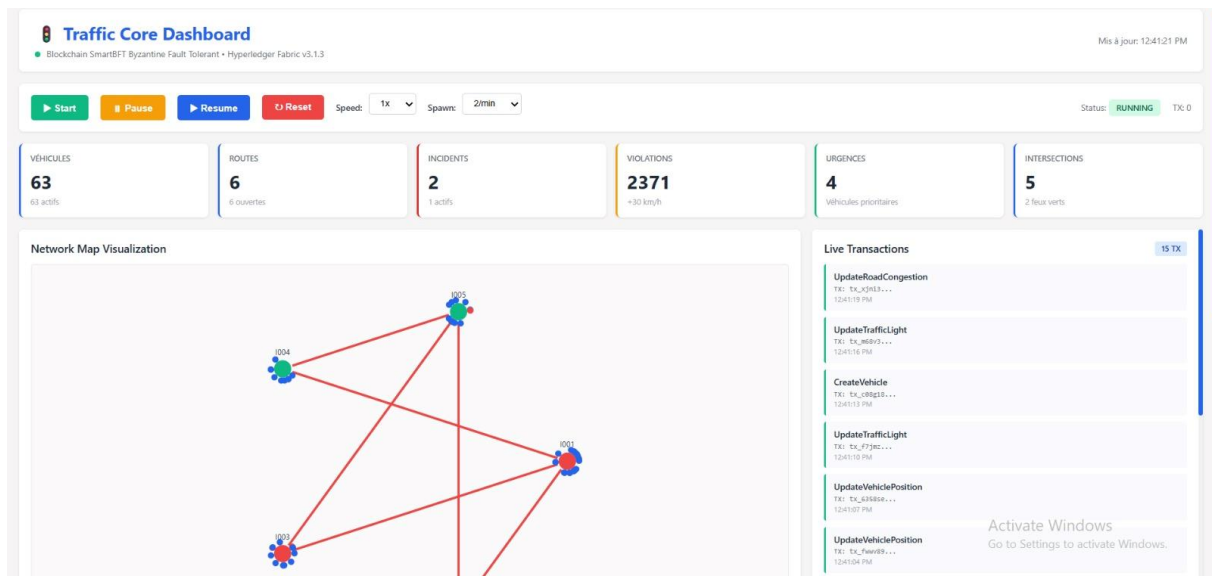 Traffic Core Dashboard
Blockchain SmartBFT Byzantine Fault Tolerant • Hyperledger Fabric v3.1.3
Mis à jour: 12:41:21 PM
Start
Pause
Resume
Reset
Speed:
1x
Spawn:
2/min
Status:
RUNNING
TX: 0
VÉHICULES
63
63 actifs
ROUTES
6
6 ouvertes
INCIDENTS
2
1 actifs
VIOLATIONS
2371
+30 km/h
URGENCES
4
Véhicules prioritaires
INTERSECTIONS
5
2 feux verts
Network Map Visualization
I005
I004
I001
I003
Live Transactions
15 TX
UpdateRoadCongestion
12:41:19 PM
UpdateTrafficLight
12:41:16 PM
CreateVehicle
12:41:13 PM
UpdateTrafficLight
12:41:10 PM
UpdateVehiclePosition
12:41:07 PM
UpdateVehiclePosition
12:41:04 PM
Activate Windows
Go to Settings to activate Windows.